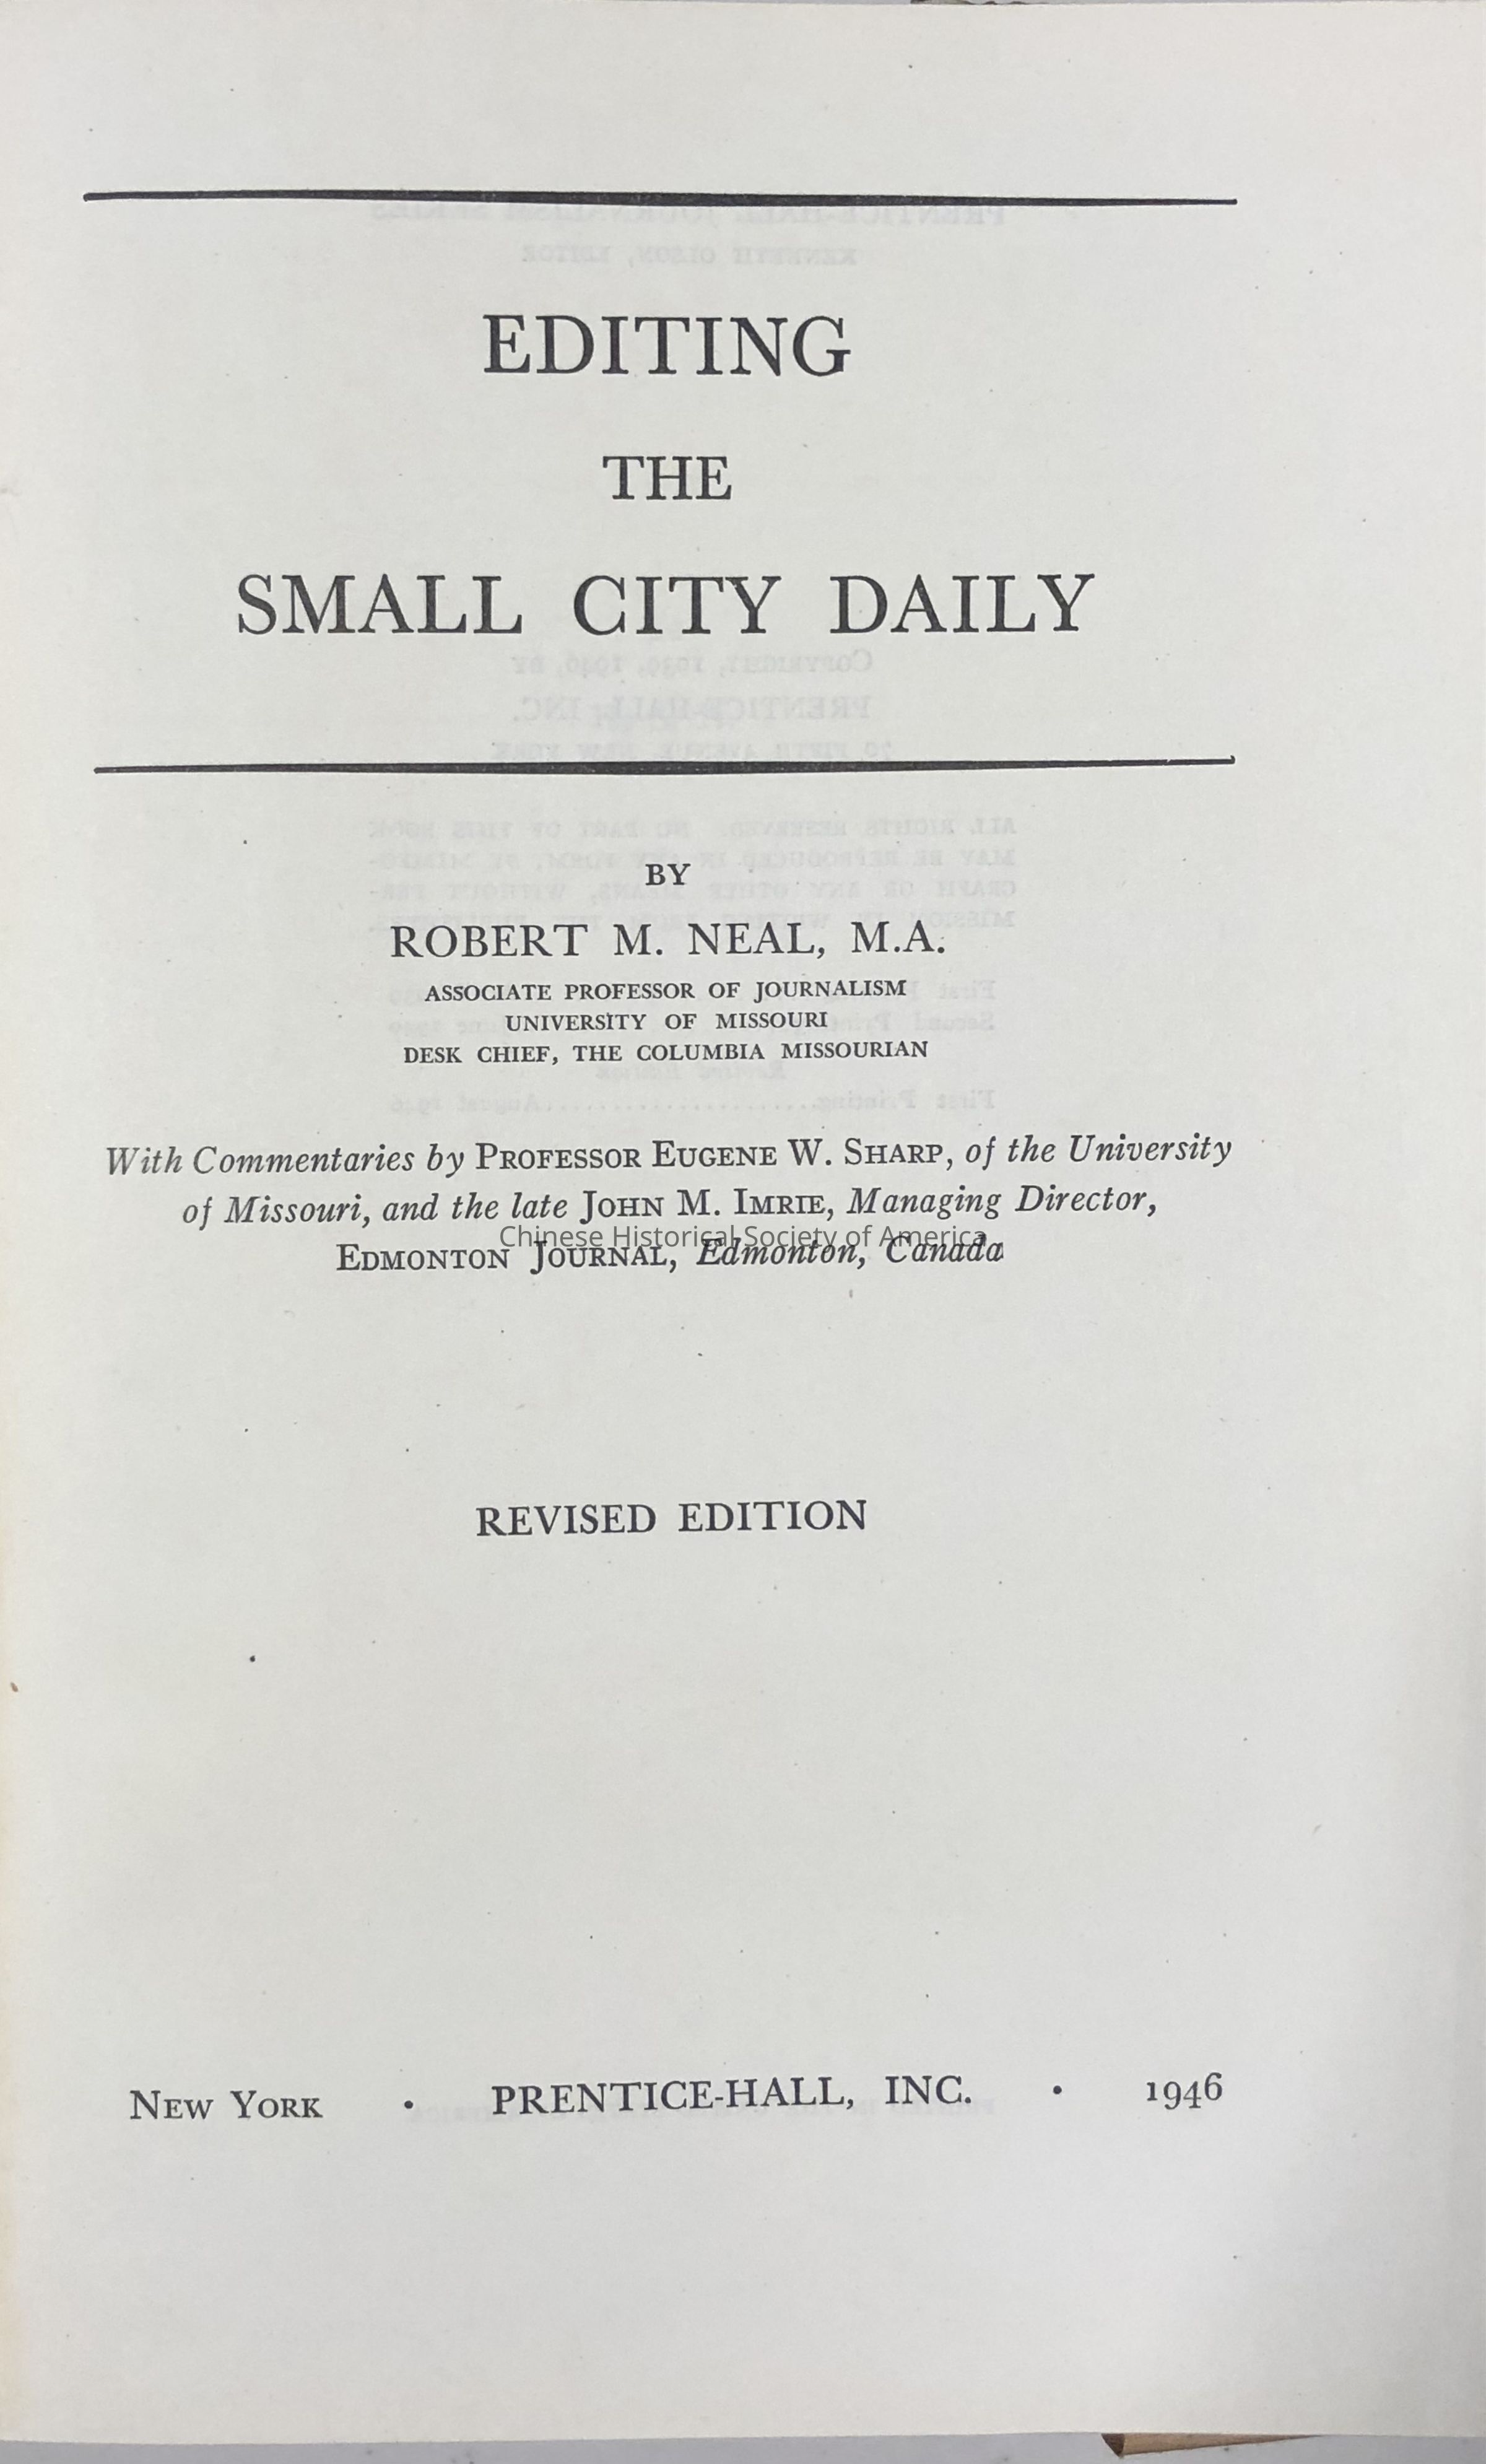 EDITING
THE
SMALL CITY DAILY
BY
ROBERT M. NEAL, M.A.
ASSOCIATE PROFESSOR OF JOURNALISM
UNIVERSITY OF MISSOURI
DESK CHIEF, THE COLUMBIA MISSOURIAN
With Commentaries by PROFESSOR EUGENE W. SHARP, of the University
of Missouri, and the late JOHN M. IMRIE, Managing Director,
Chinese Historical Society of America
EDMONTON JOURNAL, Edmonton, Canada
REVISED EDITION
NEW YORK • PRENTICE-HALL, INC. • 1946